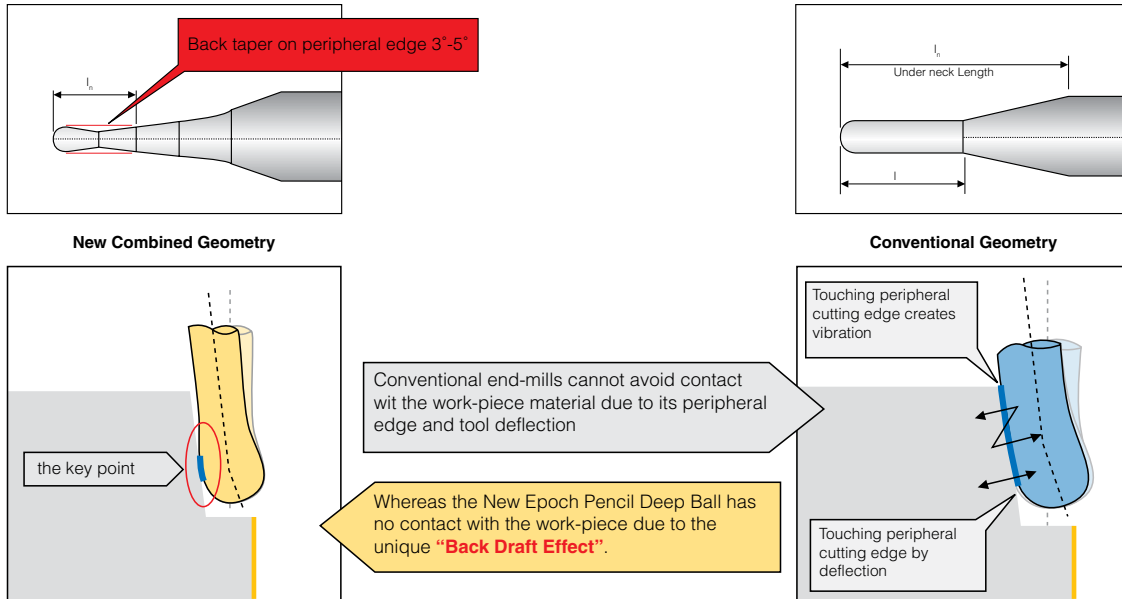 Back taper on peripheral edge 3˚-5˚
ln
ln
Under neck Length
l
New Combined Geometry
Conventional Geometry
Touching peripheral
cutting edge creates
vibration
Conventional end-mills cannot avoid contact
wit the work-piece material due to its peripheral
edge and tool deflection
the key point
Whereas the New Epoch Pencil Deep Ball has
no contact with the work-piece due to the
unique “Back Draft Effect”.
Touching peripheral
cutting edge by
deflection